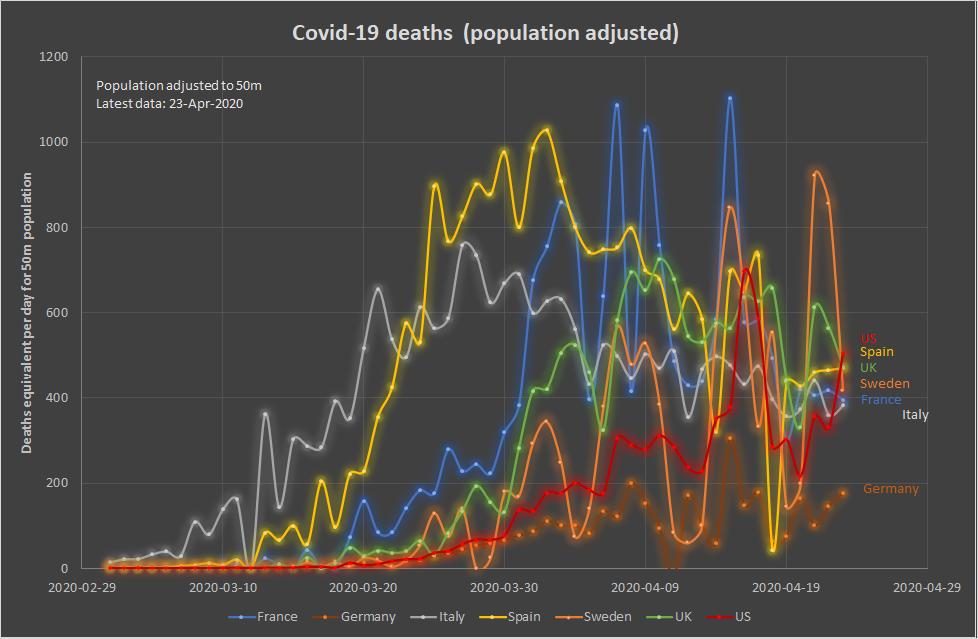 Covid-19 deaths  (population adjusted)
Population adjusted to 50m
Latest data: 23-Apr-2020
Deaths equivalent per day for 50m population
1200
1000
800
600
400
200
0
2020-02-29 2020-03-10 2020-03-20 2020-03-30 2020-04-09 2020-04-19 2020-04-29
US
Spain
UK
Sweden
France
Italy
Germany
France Germany Italy Spain Sweden UK US